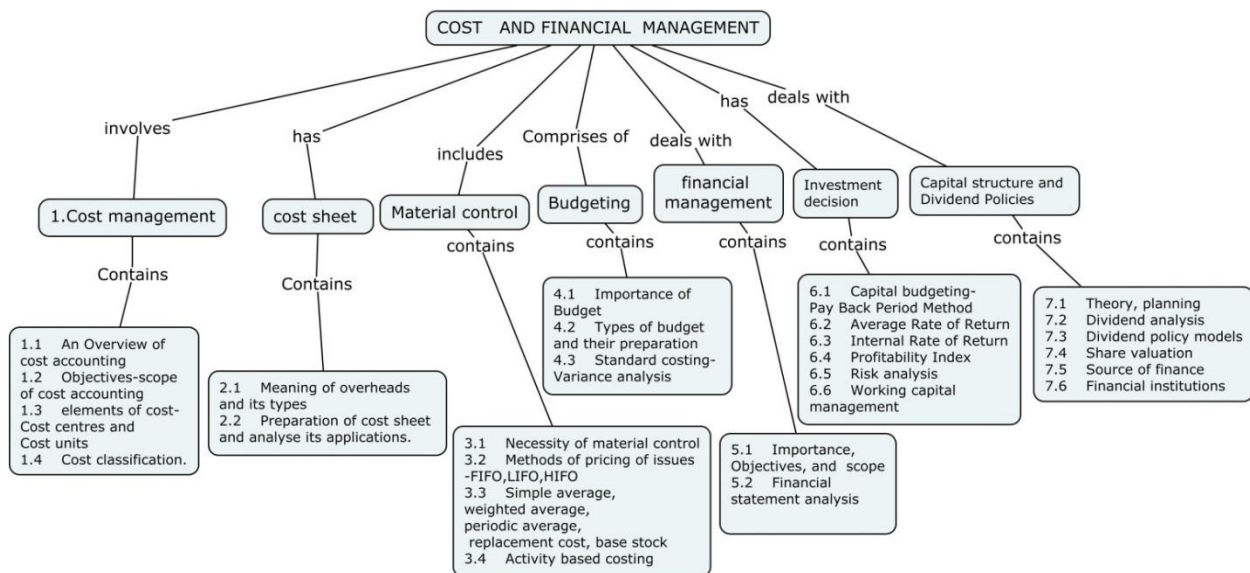 COST AND FINANCIAL MANAGEMENT
involves
has
includes
Comprises of
deals with
has
deals with
1.Cost management
cost sheet
Material control
Budgeting
financial
management
Investment
decision
Capital structure and
Dividend Policies
Contains
Contains
contains
contains
contains
contains
contains
1.1 An Overview of
cost accounting
1.2 Objectives-scope
of cost accounting
1.3 elements of cost-
Cost centres and
Cost units
1.4 Cost classification.
2.1 Meaning of overheads
and its types
2.2 Preparation of cost sheet
and analyse its applications.
3.1 Necessity of material control
3.2 Methods of pricing of issues
-FIFO,LIFO,HIFO
3.3 Simple average,
weighted average,
periodic average,
replacement cost, base stock
3.4 Activity based costing
4.1 Importance of
Budget
4.2 Types of budget
and their preparation
4.3 Standard costing-
Variance analysis
5.1 Importance,
Objectives, and scope
5.2 Financial
statement analysis
6.1 Capital budgeting-
Pay Back Period Method
6.2 Average Rate of Return
6.3 Internal Rate of Return
6.4 Profitability Index
6.5 Risk analysis
6.6 Working capital
management
7.1 Theory, planning
7.2 Dividend analysis
7.3 Dividend policy models
7.4 Share valuation
7.5 Source of finance
7.6 Financial institutions